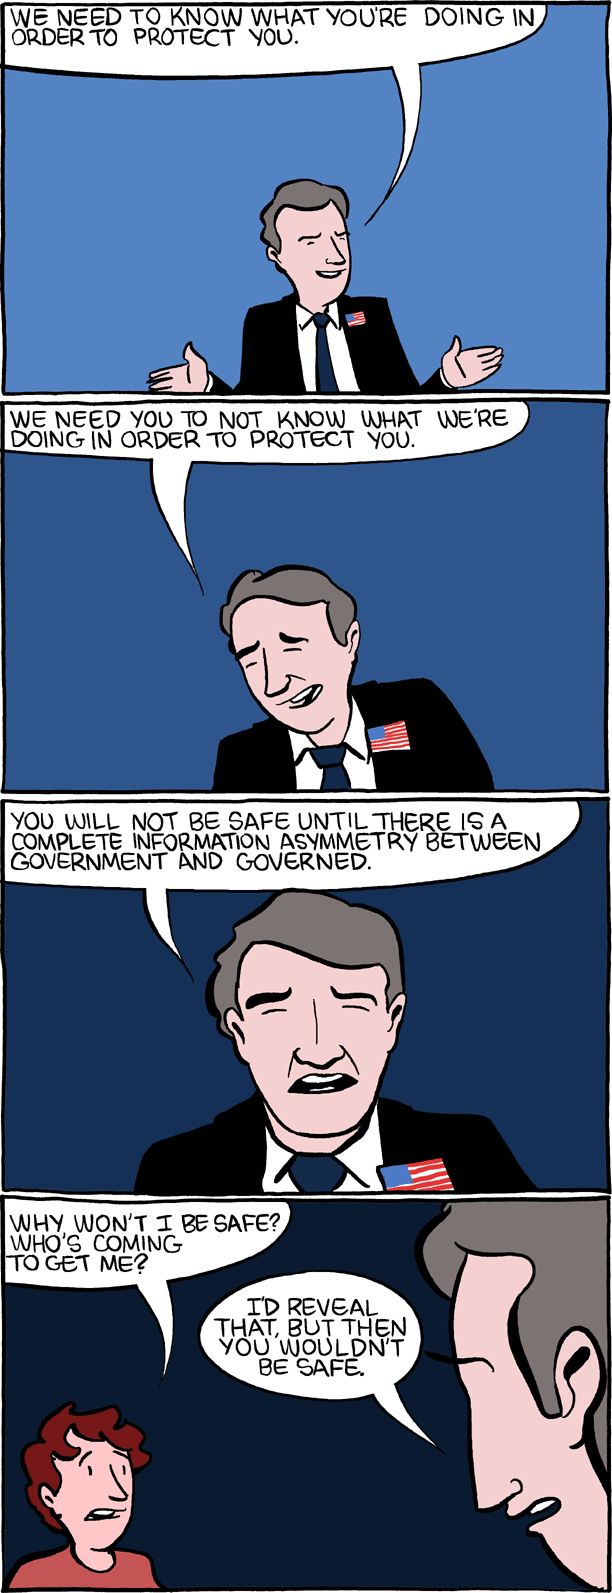 WE NEED TO KNOW WHAT YOU'RE DOING IN
ORDER TO PROTECT YOU.
WE NEED YOU TO NOT KNOW WHAT WE'RE
DOING IN ORDER TO PROTECT YOU.
YOU WILL NOT BE SAFE UNTIL THERE IS A
COMPLETE INFORMATION ASYMMETRY BETWEEN
GOVERNMENT AND GOVERNED.
WHY WON'T I BE SAFE?
WHO'S COMING
TO GET ME?
I'D REVEAL
THAT, BUT THEN
YOU WOULDN'T
BE SAFE.